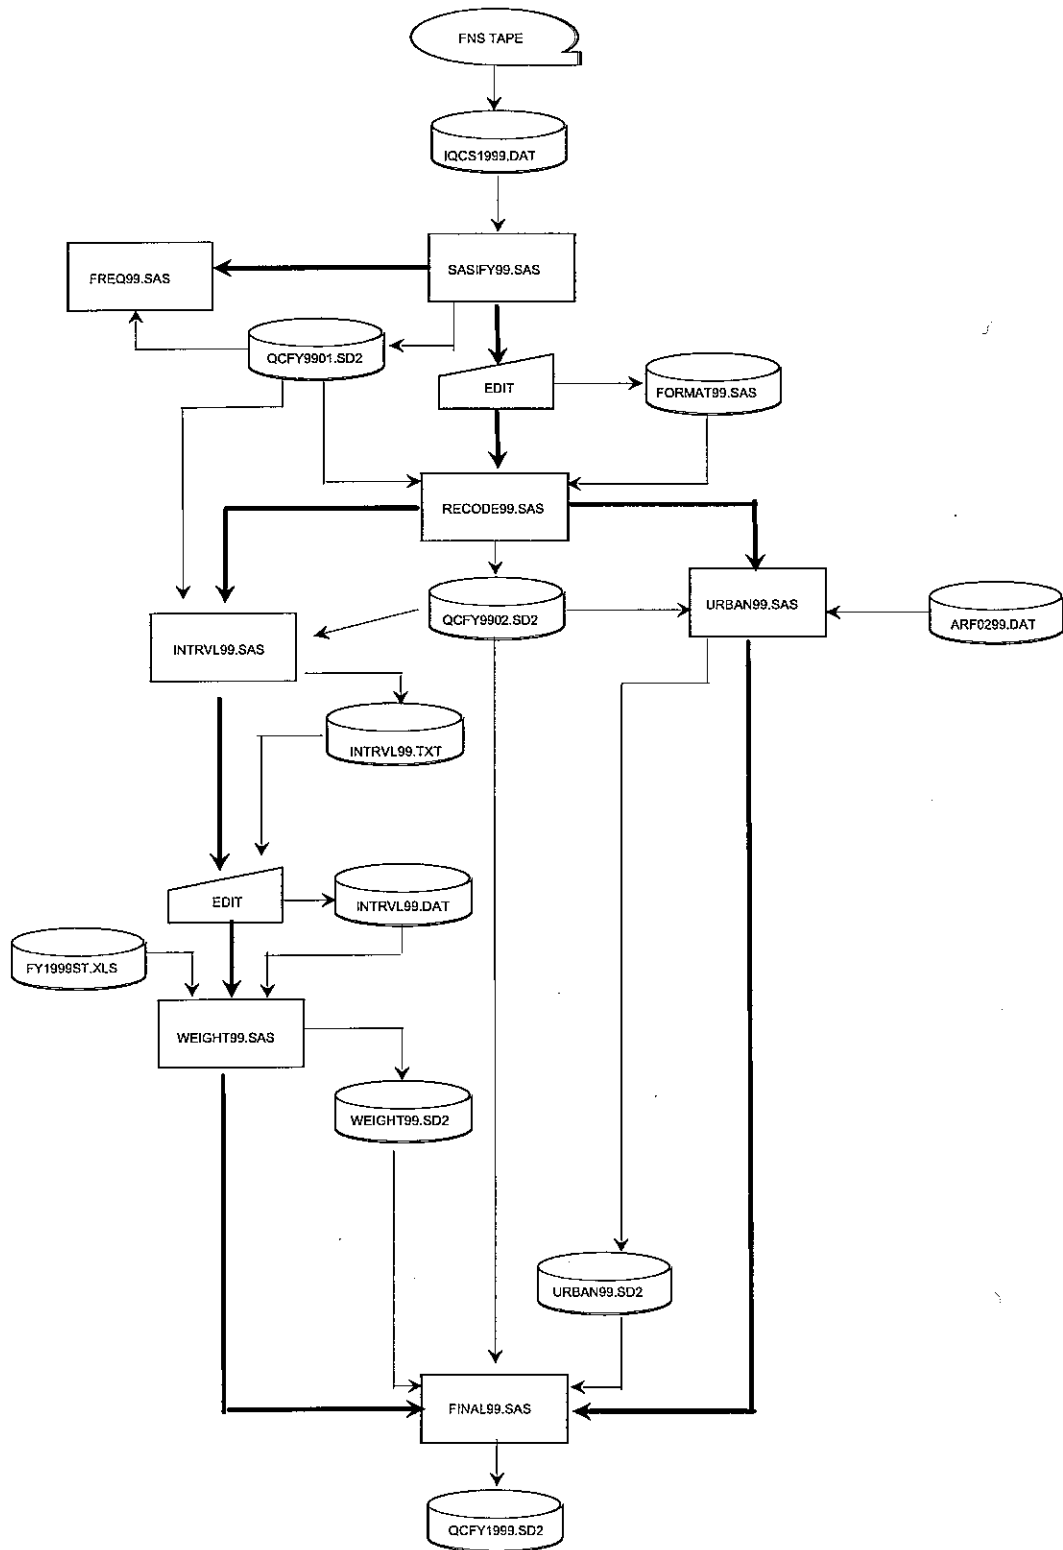 FNS TAPE
IQCS1999.DAT
SASIFY99.SAS
FREQ99.SAS
QCFY9901.SD2
EDIT
FORMAT99.SAS
RECODE99.SAS
QCFY9902.SD2
URBAN99.SAS
ARF0299.DAT
INTRVL99.SAS
INTRVL99.TXT
EDIT
INTRVL99.DAT
FY1999ST.XLS
WEIGHT99.SAS
WEIGHT99.SD2
URBAN99.SD2
FINAL99.SAS
QCFY1999.SD2